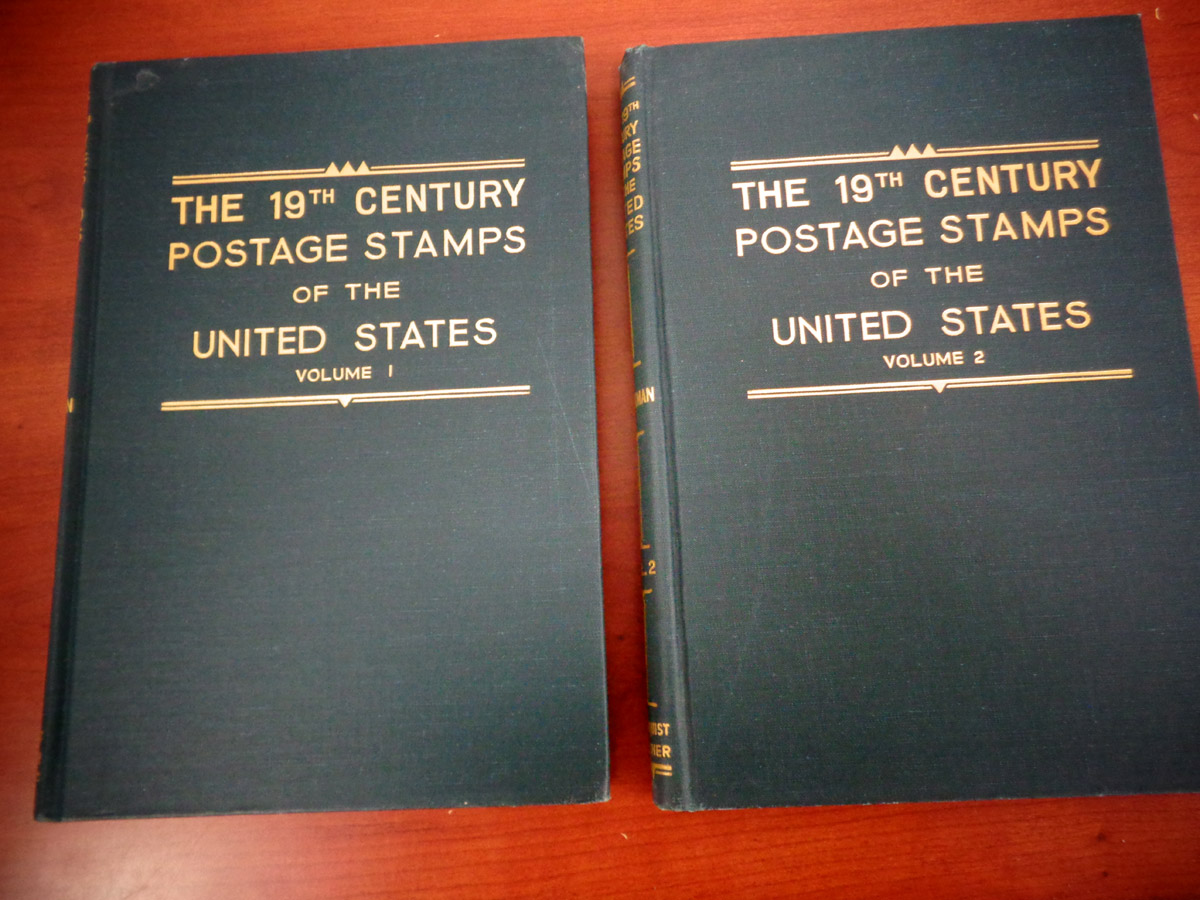 THE 19TH CENTURY
POSTAGE STAMPS
OF THE
UNITED STATES
VOLUME 1
THE 19TH CENTURY
POSTAGE STAMPS
OF THE
UNITED STATES
VOLUME 2